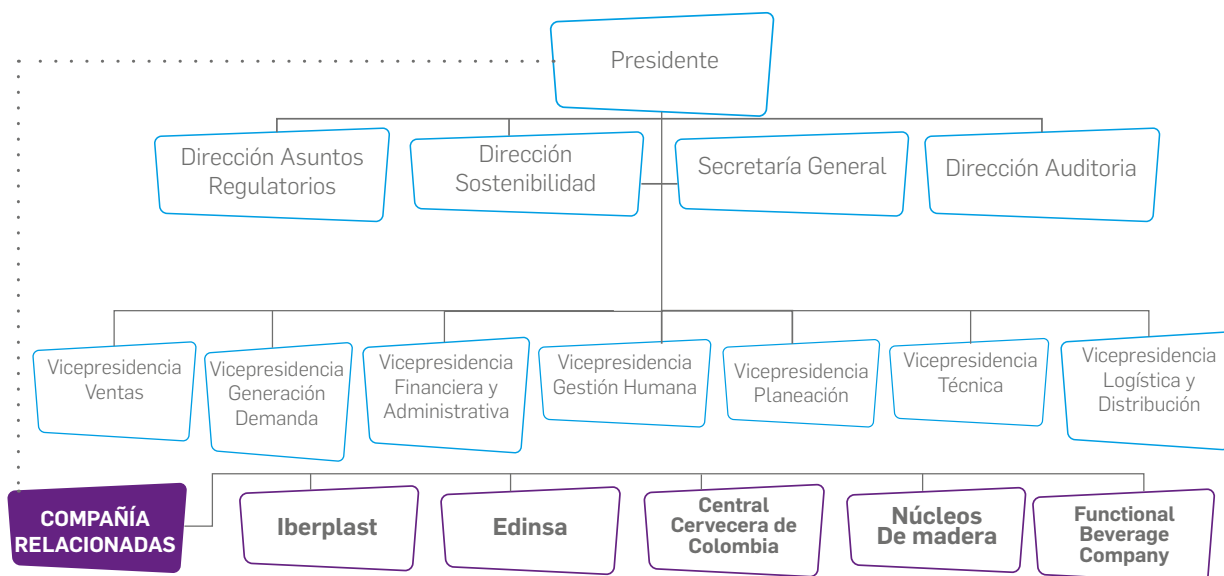 Presidente
Dirección Asuntos
Regulatorios
Dirección
Sostenibilidad
Secretaría General
Dirección Auditoria
Vicepresidencia
Ventas
Vicepresidencia
Generación
Demanda
Vicepresidencia
Financiera y
Administrativa
Vicepresidencia
Gestión Humana
Vicepresidencia
Planeación
Vicepresidencia
Técnica
Vicepresidencia
Logística y
Distribución
COMPAÑÍA
RELACIONADAS
Iberplast
Edinsa
Central
Cervecera de
Colombia
Núcleos
De madera
Functional
Beverage
Company